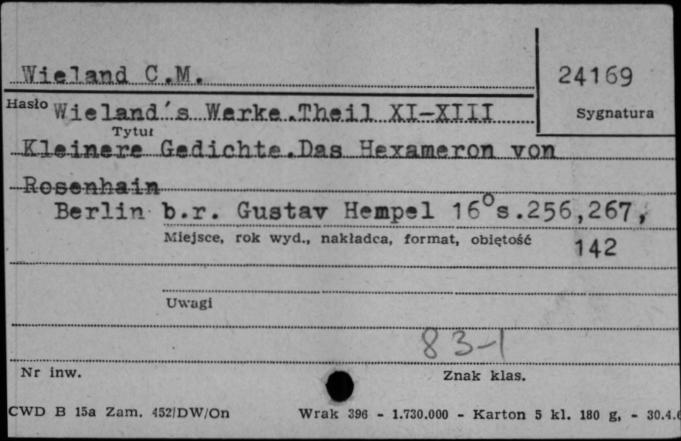 Wieland C.M.
24169
Hasło Wieland's Werke.Theil XI-XIII
Sygnatura
Tytuł
Kleinere Gedichte.Das Hexameron von
Rosenhain
Berlin b.r. Gustav Hempel 16°s.256,267,
Miejsce, rok wyd., nakładca, format, objętość
142
Uwagi
83-1
Nr inw.
Znak klas.
CWD B 15a Zam. 452/DW/On Wrak 396 - 1.730.000 - Karton 5 kl. 180 g, - 30.4.